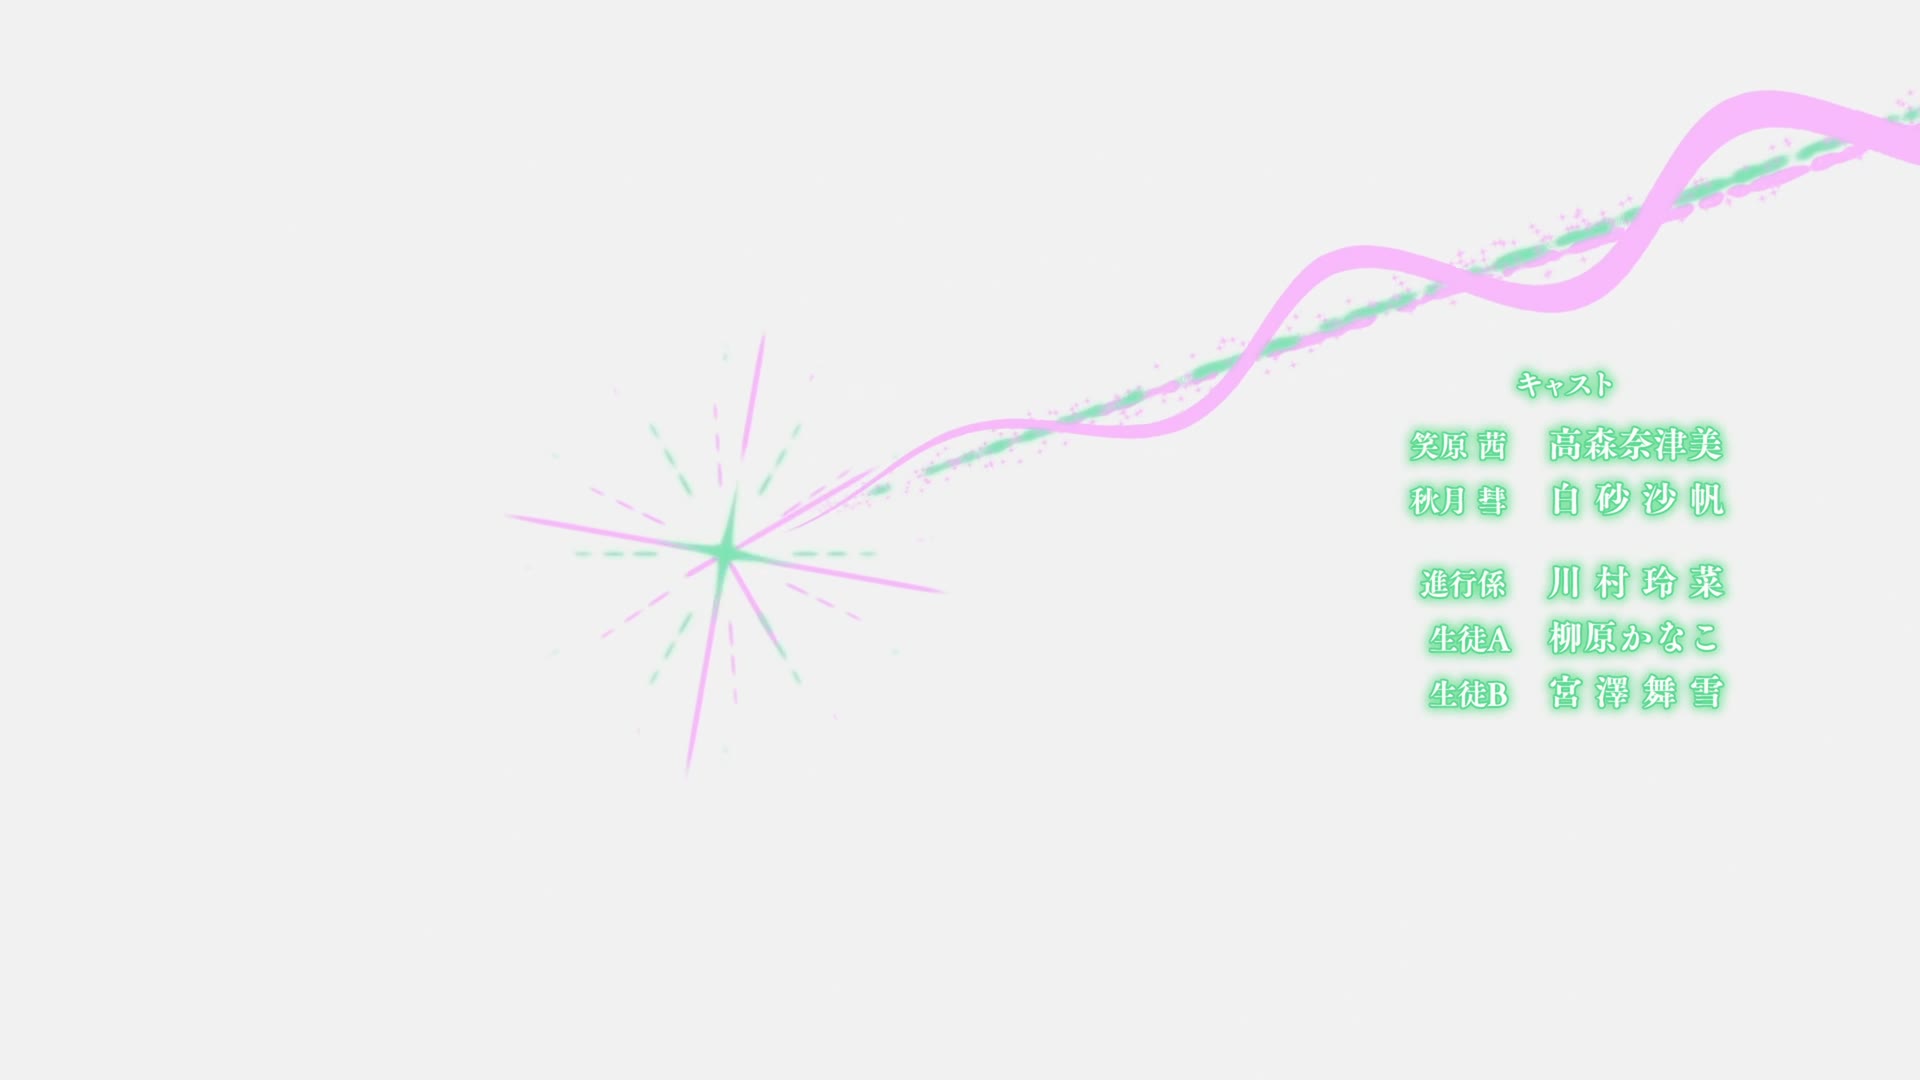 キャスト
笑原 茜 高森奈津美
秋月 彗 白砂沙帆
進行係 川村玲菜
生徒A 柳原かなこ
生徒B 宮澤舞雪